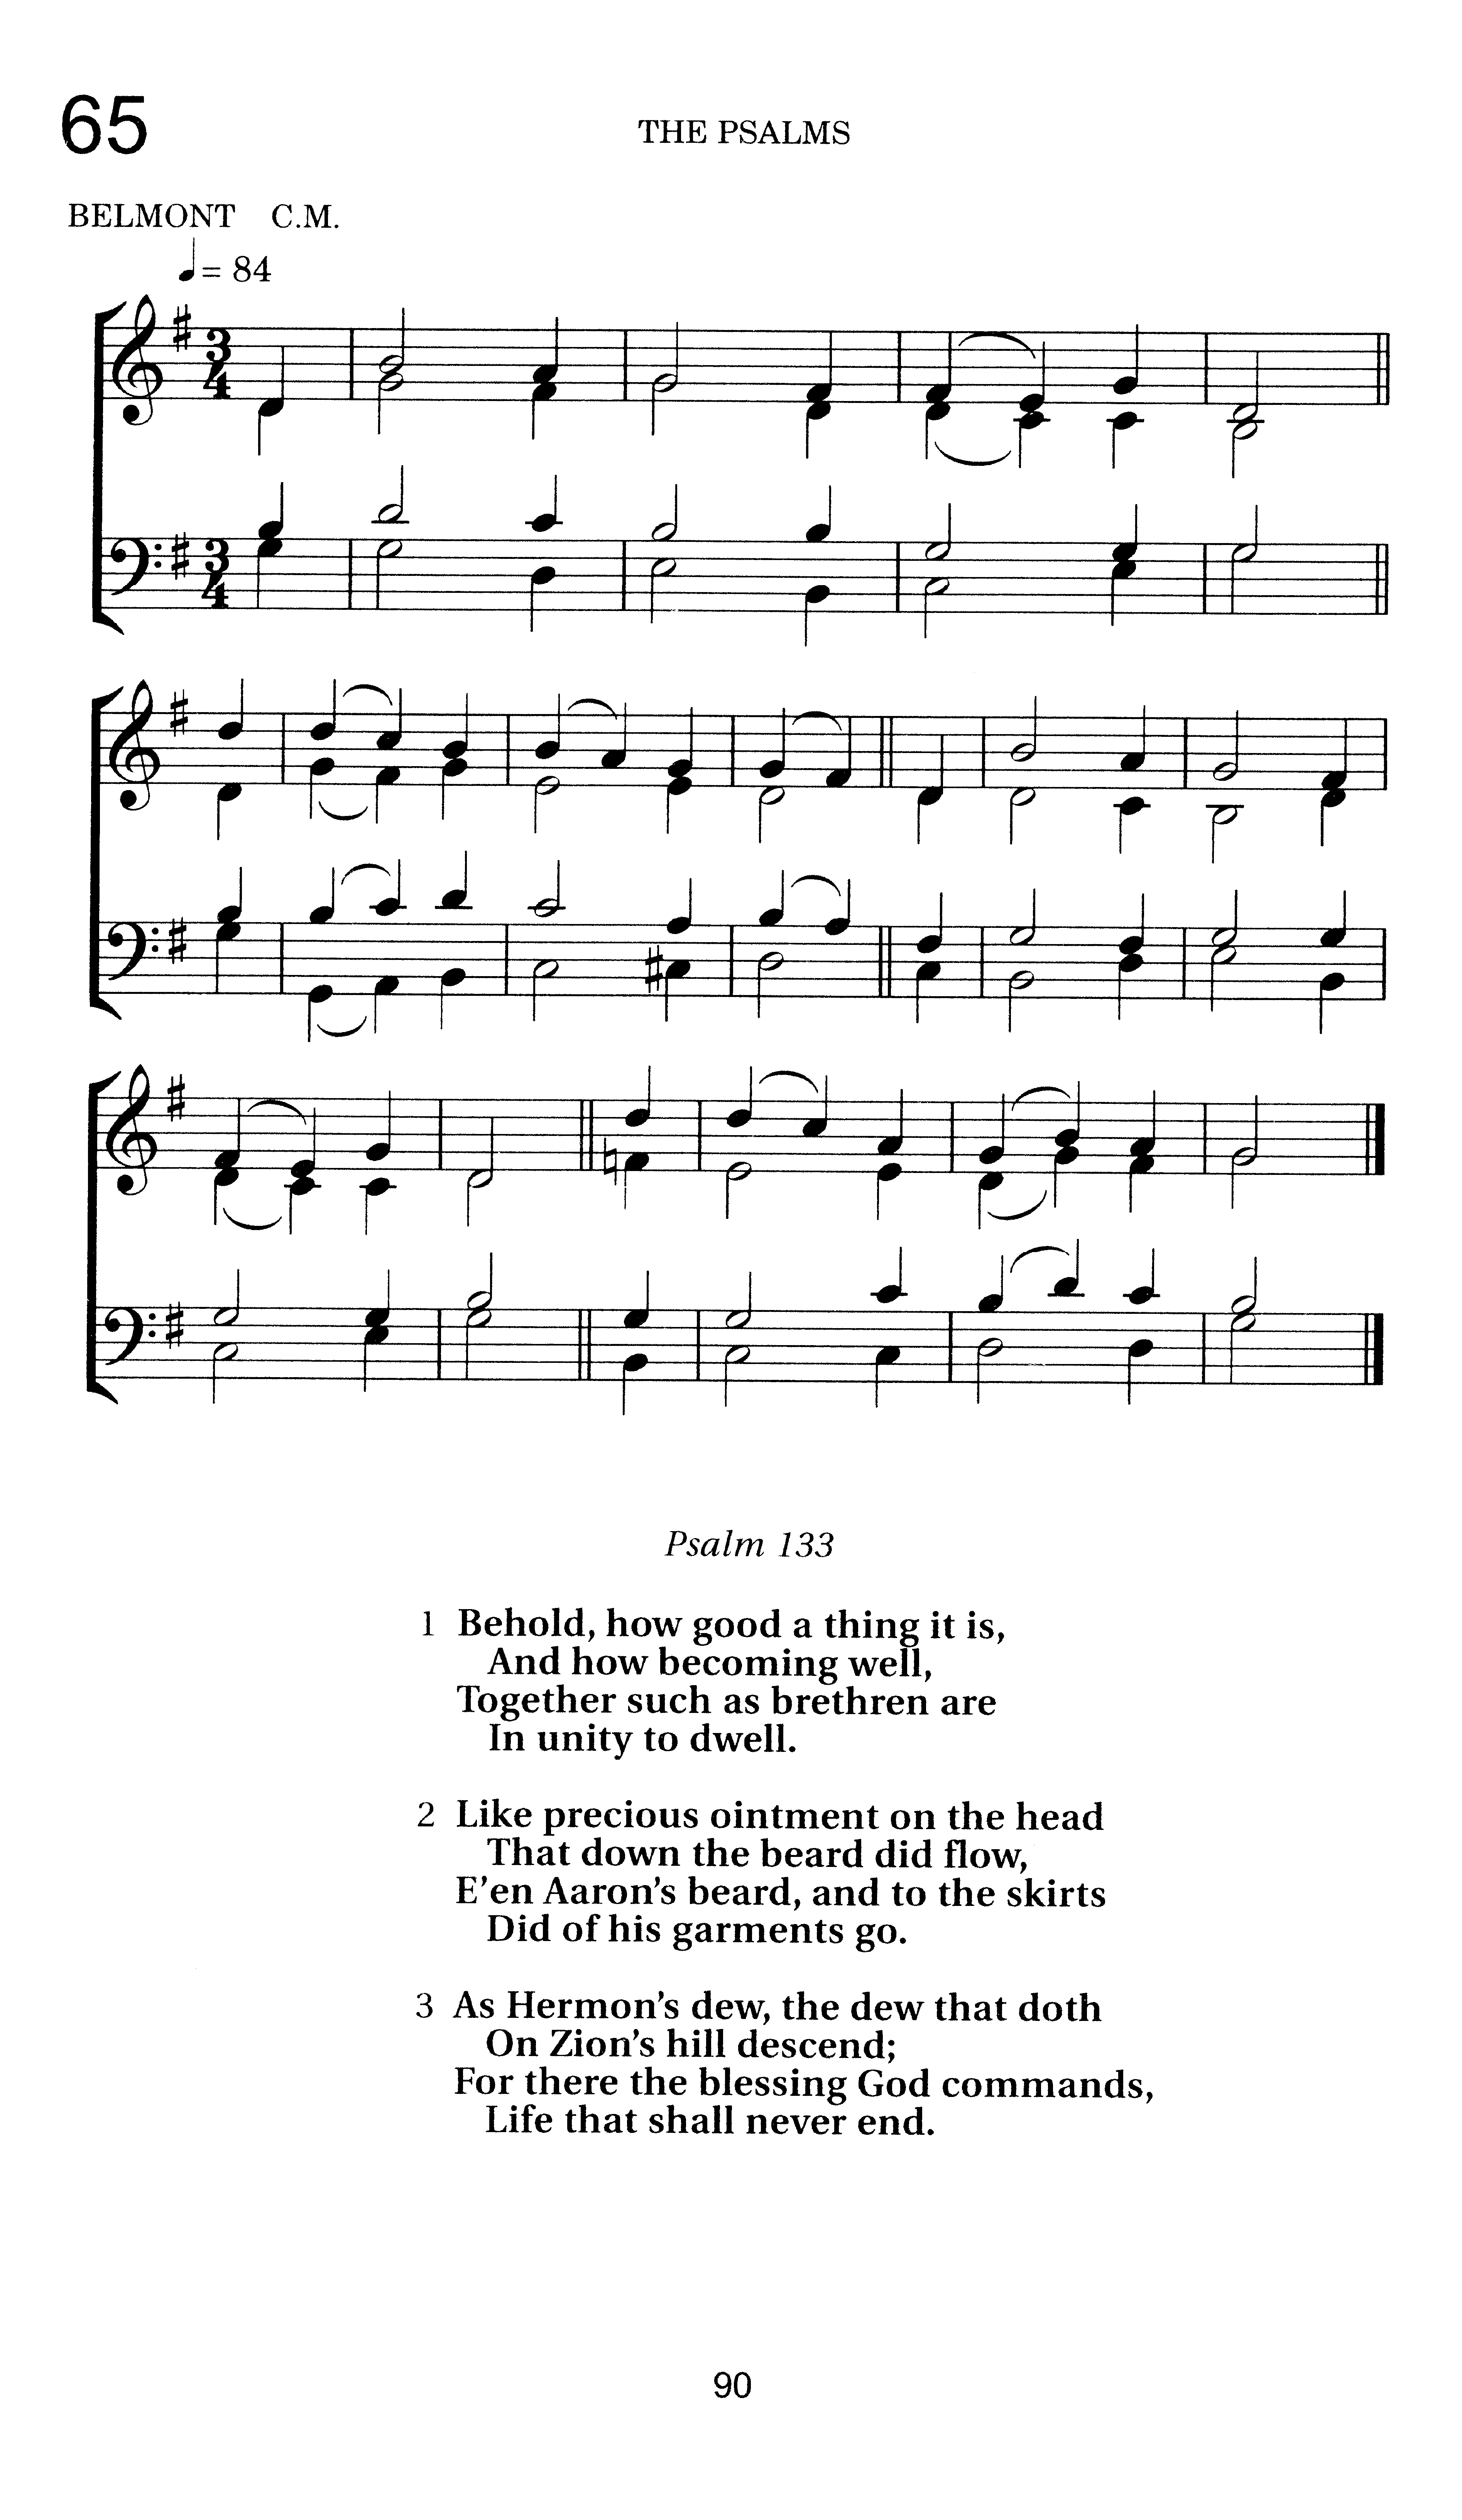 65
THE PSALMS
BELMONT C.M.
♩= 84
Psalm 133
1 Behold, how good a thing it is,
And how becoming well,
Together such as brethren are
In unity to dwell.
2 Like precious ointment on the head
That down the beard did flow,
E’en Aaron’s beard, and to the skirts
Did of his garments go.
3 As Hermon’s dew, the dew that doth
On Zion’s hill descend;
For there the blessing God commands,
Life that shall never end.
90